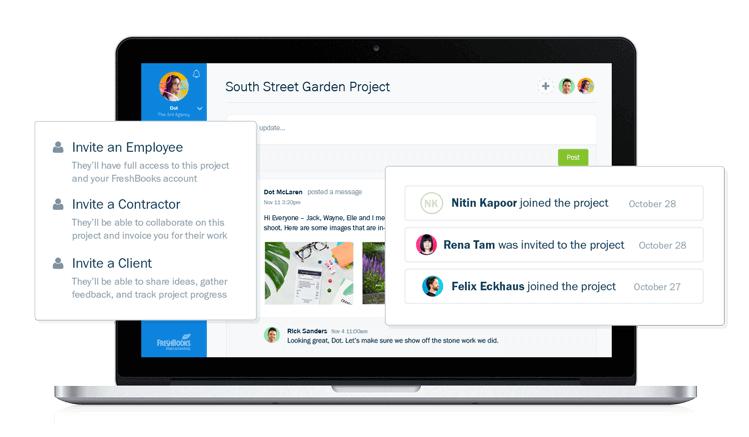 South Street Garden Project
Dot
update...
Post
Invite an Employee
They'll have full access to this project
and your FreshBooks account
Invite a Contractor
They'll be able to collaborate on this
project and invoice you for their work
Invite a Client
They'll be able to share ideas, gather
feedback, and track project progress
Dot McLaren posted a message
Nov 11 3:20pm
Hi Everyone – Jack, Wayne, Elle and I me
shoot. Here are some images that are in-
NK Nitin Kapoor joined the project October 28
Rena Tam was invited to the project October 28
Felix Eckhaus joined the project October 27
Rick Sanders Nov 4 11:00am
Looking great, Dot. Let's make sure we show off the stone work we did.
FRESHBOOKS